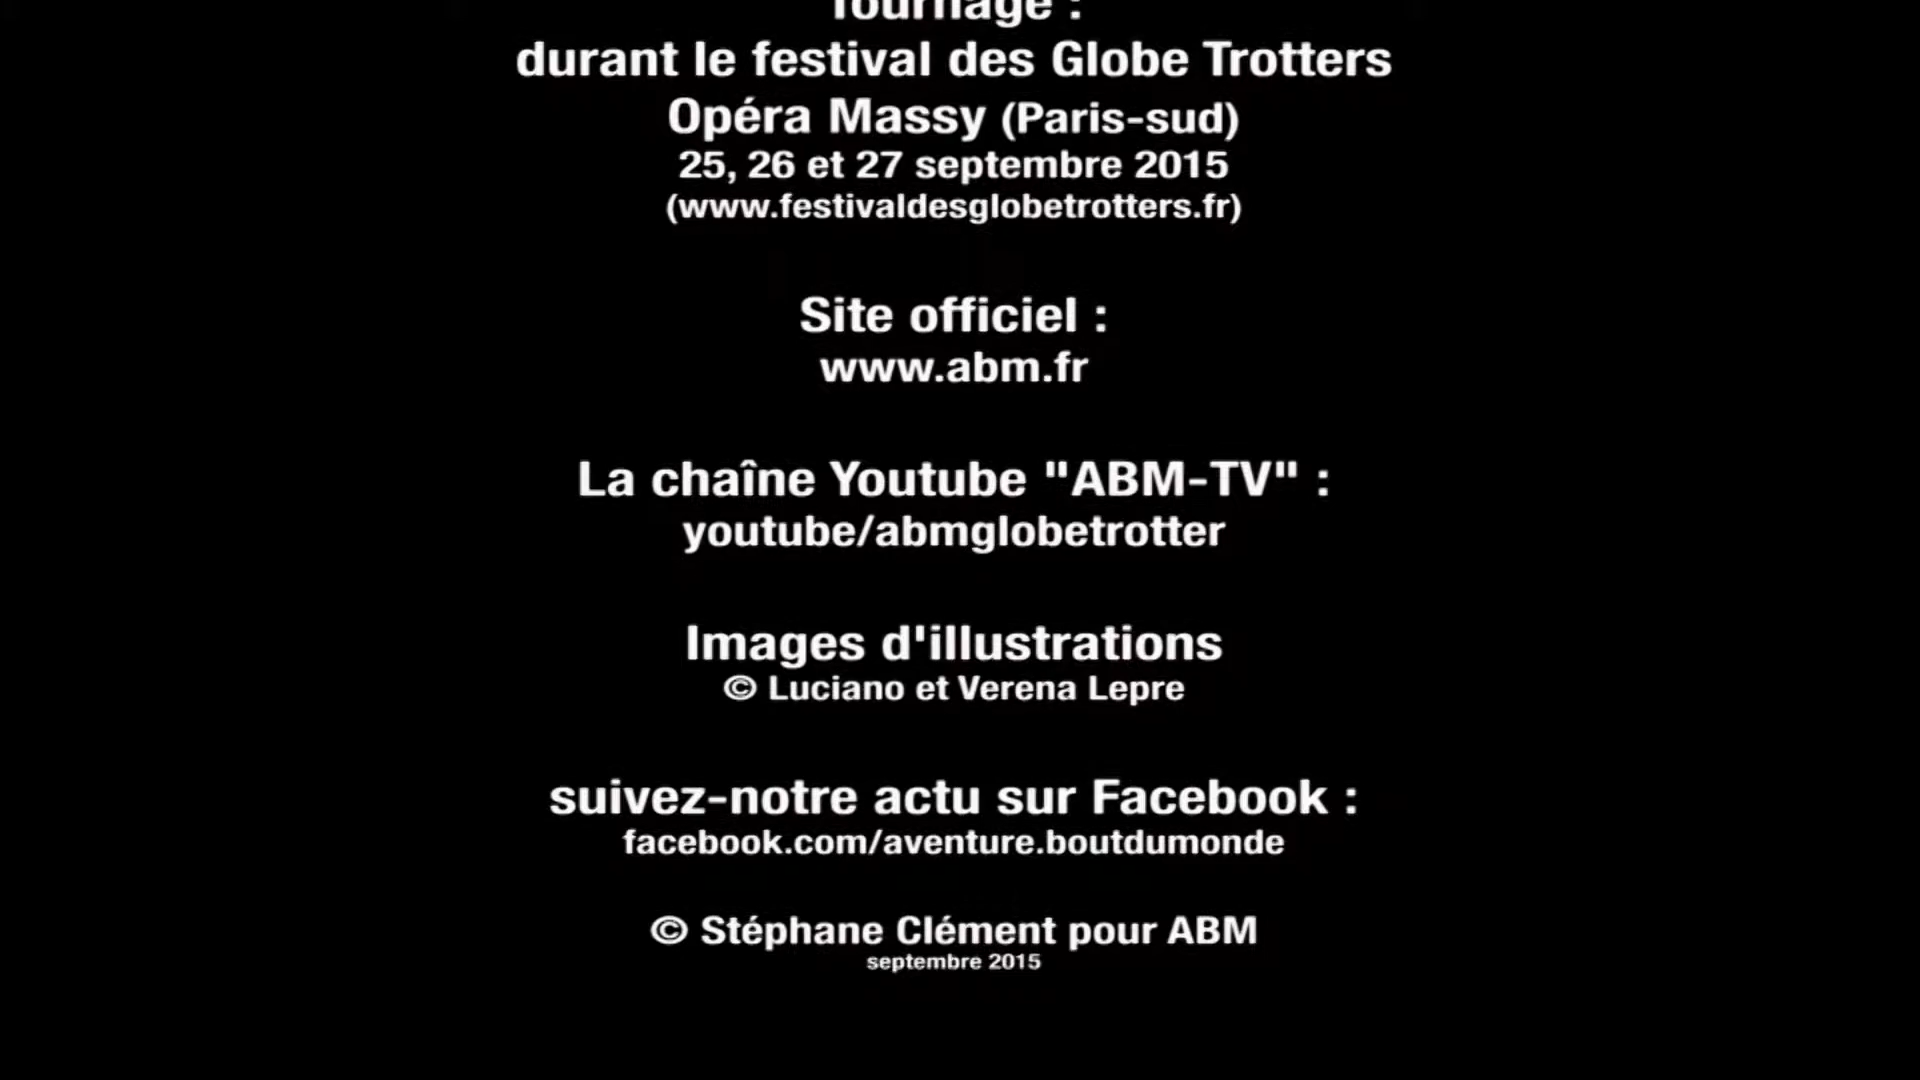 Tournage :
durant le festival des Globe Trotters
Opéra Massy (Paris-sud)
25, 26 et 27 septembre 2015
(www.festivaldesglobetrotters.fr)
Site officiel :
www.abm.fr
La chaîne Youtube "ABM-TV" :
youtube/abmglobetrotter
Images d'illustrations
© Luciano et Verena Lepre
suivez-notre actu sur Facebook :
facebook.com/aventure.boutdumonde
© Stéphane Clément pour ABM
septembre 2015